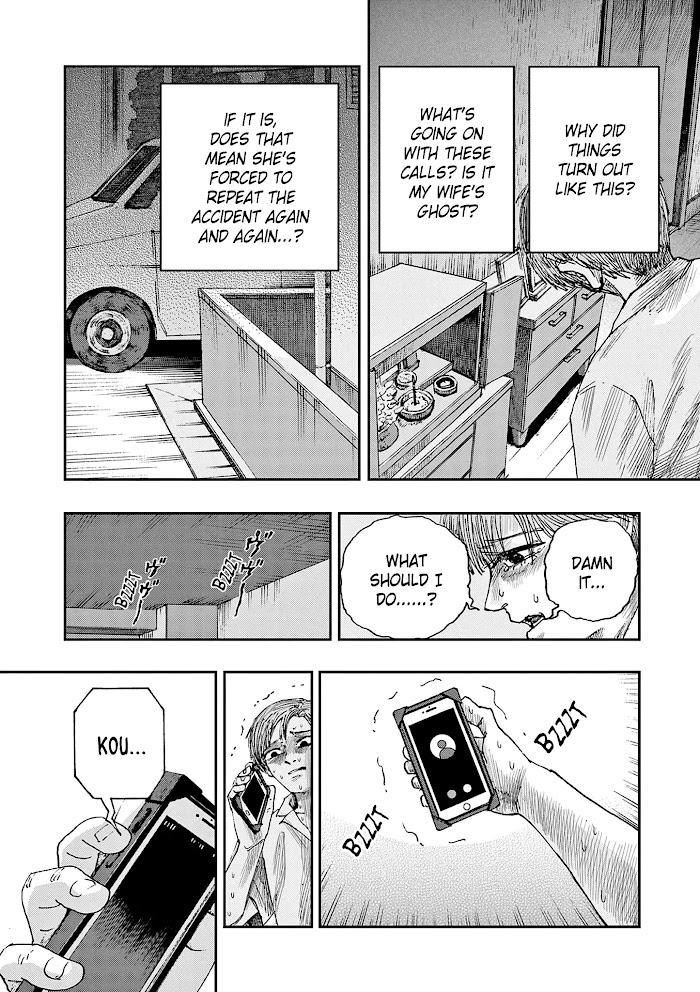 WHY DID
THINGS
TURN OUT
LIKE THIS?
WHAT'S
GOING ON
WITH THESE
CALLS? IS IT
MY WIFE'S
GHOST?
IF IT IS,
DOES THAT
MEAN SHE'S
FORCED TO
REPEAT THE
ACCIDENT AGAIN
AND AGAIN...?
DAMN
IT...
WHAT
SHOULD I
DO......?
BZZZT
BZZZT
BZZZT
BZZZT
KOU...